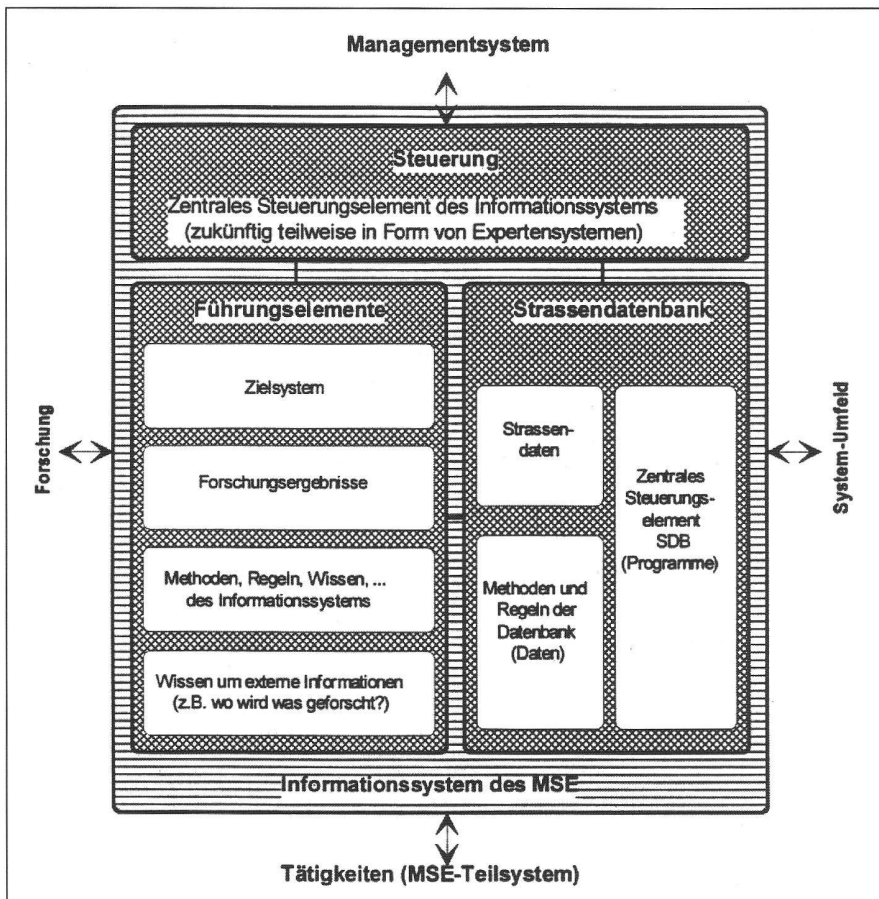 Managementsystem
Steuerung
Zentrales Steuerungselement des Informationssystems
(zukünftig teilweise in Form von Expertensystemen)
Führungselemente
Zielsystem
Forschungsergebnisse
Methoden, Regeln, Wissen, ...
des Informationssystems
Wissen um externe Informationen
(z.B. wo wird was geforscht?)
Strassendatenbank
Strassen-
daten
Methoden und
Regeln der
Datenbank
(Daten)
Zentrales
Steuerungs-
element
SDB
(Programme)
Forschung
System-Umfeld
Informationssystem des MSE
Tätigkeiten (MSE-Teilsystem)